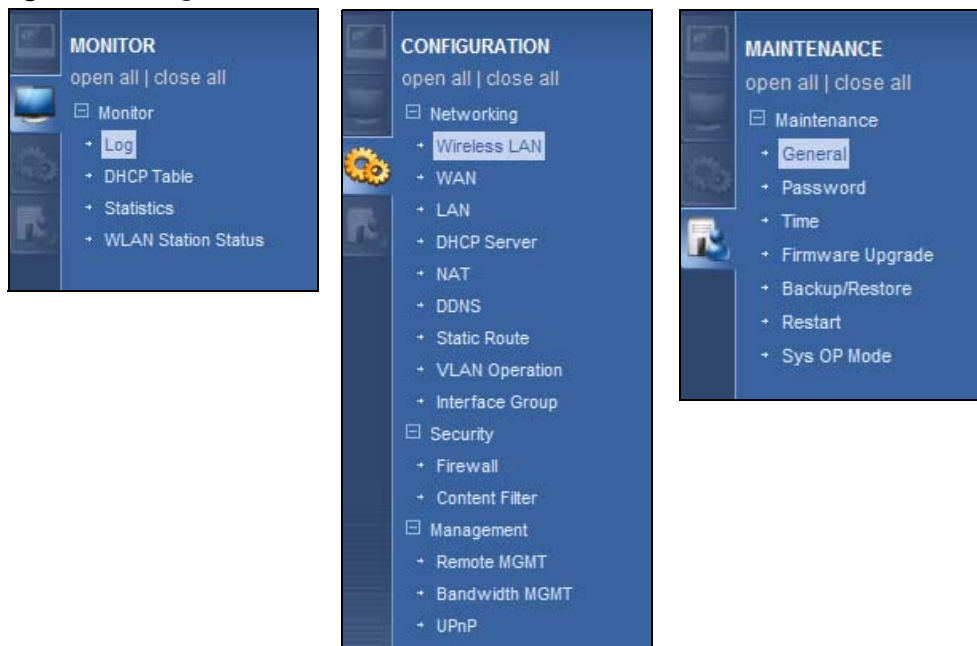 MONITOR
open all | close all
Monitor
Log
DHCP Table
Statistics
WLAN Station Status
CONFIGURATION
open all | close all
Networking
Wireless LAN
WAN
LAN
DHCP Server
NAT
DDNS
Static Route
VLAN Operation
Interface Group
Security
Firewall
Content Filter
Management
Remote MGMT
Bandwidth MGMT
UPnP
MAINTENANCE
open all | close all
Maintenance
General
Password
Time
Firmware Upgrade
Backup/Restore
Restart
Sys OP Mode